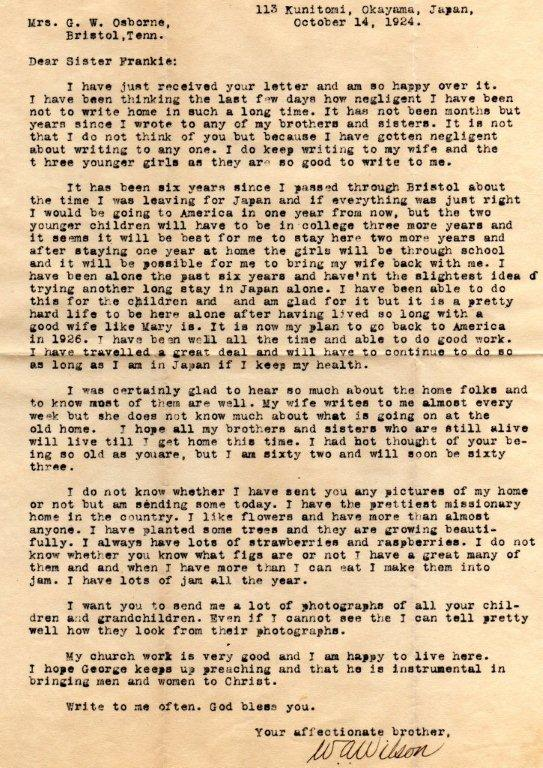 113 Kunitomi, Okayama, Japan,
Mrs. G. W. Osborne, October 14, 1924.
Bristol,Tenn.
Dear Sister Frankie:
I have just received your letter and am so happy over it.
I have been thinking the last few days how negligent I have been
not to write home in such a long time. It has not been months but
years since I wrote to any of my brothers and sisters. It is not
that I do not think of you but because I have gotten negligent
about writing to any one. I do keep writing to my wife and the
t hree younger girls as they are so good to write to me.
It has been six years since I passed through Bristol about
the time I was leaving for Japan and if everything was just right
I would be going to America in one year from now, but the two
younger children will have to be in college three more years and
it seems it will be best for me to stay here two more years and
after staying one year at home the girls will be through school
and it will be possible for me to bring my wife back with me. I
have been alone the past six years and have'nt the slightest idea of
trying another long stay in Japan alone. I have been able to do
this for the children and and am glad for it but it is a pretty
hard life to be here alone after having lived so long with a
good wife like Mary is. It is now my plan to go back to America
in 1926. I have been well all the time and able to do good work.
I have travelled a great deal and will have to continue to do so
as long as I am in Japan if I keep my health.
I was certainly glad to hear so much about the home folks and
to know most of them are well. My wife writes to me almost every
week but she does not know much about what is going on at the
old home. I hope all my brothers and sisters who are still alive
will live till I get home this time. I had hot thought of your be-
ing so old as youare, but I am sixty two and will soon be sixty
three.
I do not know whether I have sent you any pictures of my home
or not but am sending some today. I have the prettiest missionary
home in the country. I like flowers and have more than almost
anyone. I have planted some trees and they are growing beauti-
fully. I always have lots of strawberries and raspberries. I do not
know whether you know what figs are or not I have a great many of
them and and when I have more than I can eat I make them into
jam. I have lots of jam all the year.
I want you to send me a lot of photographs of all your chil-
dren and grandchildren. Even if I cannot see the I can tell pretty
well how they look from their photographs.
My church work is very good and I am happy to live here.
I hope George keeps up preaching and that he is instrumental in
bringing men and women to Christ.
Write to me often. God bless you.
Your affectionate brother,
W.A.Wilson